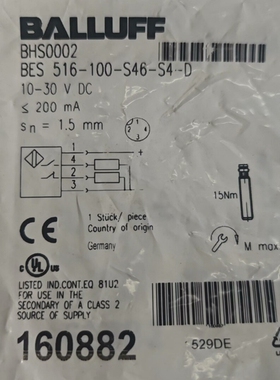 BALLUFF
BHS0002
BES 516-100-S46-S4-D
10-30 V DC
≤ 200 mA
sn = 1.5 mm
1
4
2
3
15Nm
1 Stück/ piece
Country of origin
Germany
CE
M max
UL US
LISTED IND.CONT.EQ 81U2
FOR USE IN THE
SECONDARY OF A CLASS 2
SOURCE OF SUPPLY
160882
529DE